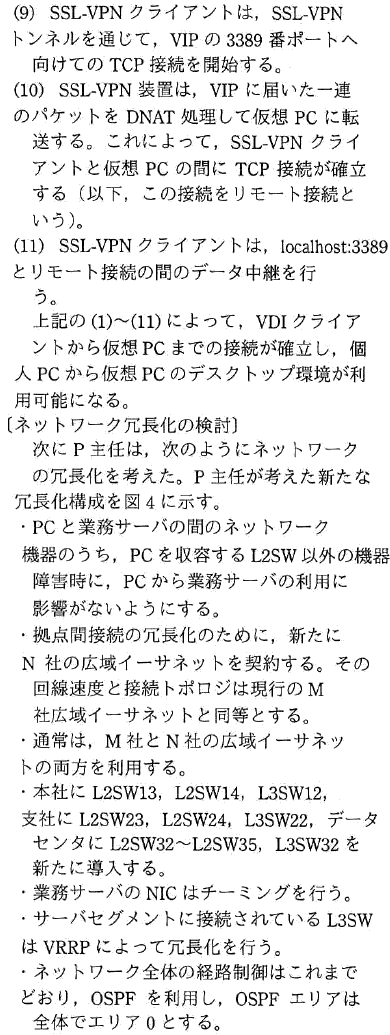 (9) SSL-VPN クライアントは，SSL-VPN
トンネルを通じて，VIP の 3389 番ポートへ
向けての TCP 接続を開始する。
(10) SSL-VPN 装置は，VIP に届いた一連
のパケットを DNAT 処理して仮想 PC に転
送する。これによって，SSL-VPN クライ
アントと仮想 PC の間に TCP 接続が確立
する（以下，この接続をリモート接続と
いう）。
(11) SSL-VPN クライアントは，localhost:3389
とリモート接続の間のデータ中継を行
う。
上記の (1)～(11) によって，VDI クライア
ントから仮想 PC までの接続が確立し，個
人 PC から仮想 PC のデスクトップ環境が利
用可能になる。
〔ネットワーク冗長化の検討〕
次に P 主任は，次のようにネットワーク
の冗長化を考えた。P 主任が考えた新たな
冗長化構成を図 4 に示す。
・PC と業務サーバの間のネットワーク
機器のうち，PC を収容する L2SW 以外の機器
障害時に，PC から業務サーバの利用に
影響がないようにする。
・拠点間接続の冗長化のために，新たに
N 社の広域イーサネットを契約する。その
回線速度と接続トポロジは現行の M
社広域イーサネットと同等とする。
・通常は，M 社と N 社の広域イーサネッ
トの両方を利用する。
・本社に L2SW13，L2SW14，L3SW12，
支社に L2SW23，L2SW24，L3SW22，データ
センタに L2SW32～L2SW35，L3SW32 を
新たに導入する。
・業務サーバの NIC はチーミングを行う。
・サーバセグメントに接続されている L3SW
は VRRP によって冗長化を行う。
・ネットワーク全体の経路制御はこれまで
どおり，OSPF を利用し，OSPF エリアは
全体でエリア 0 とする。